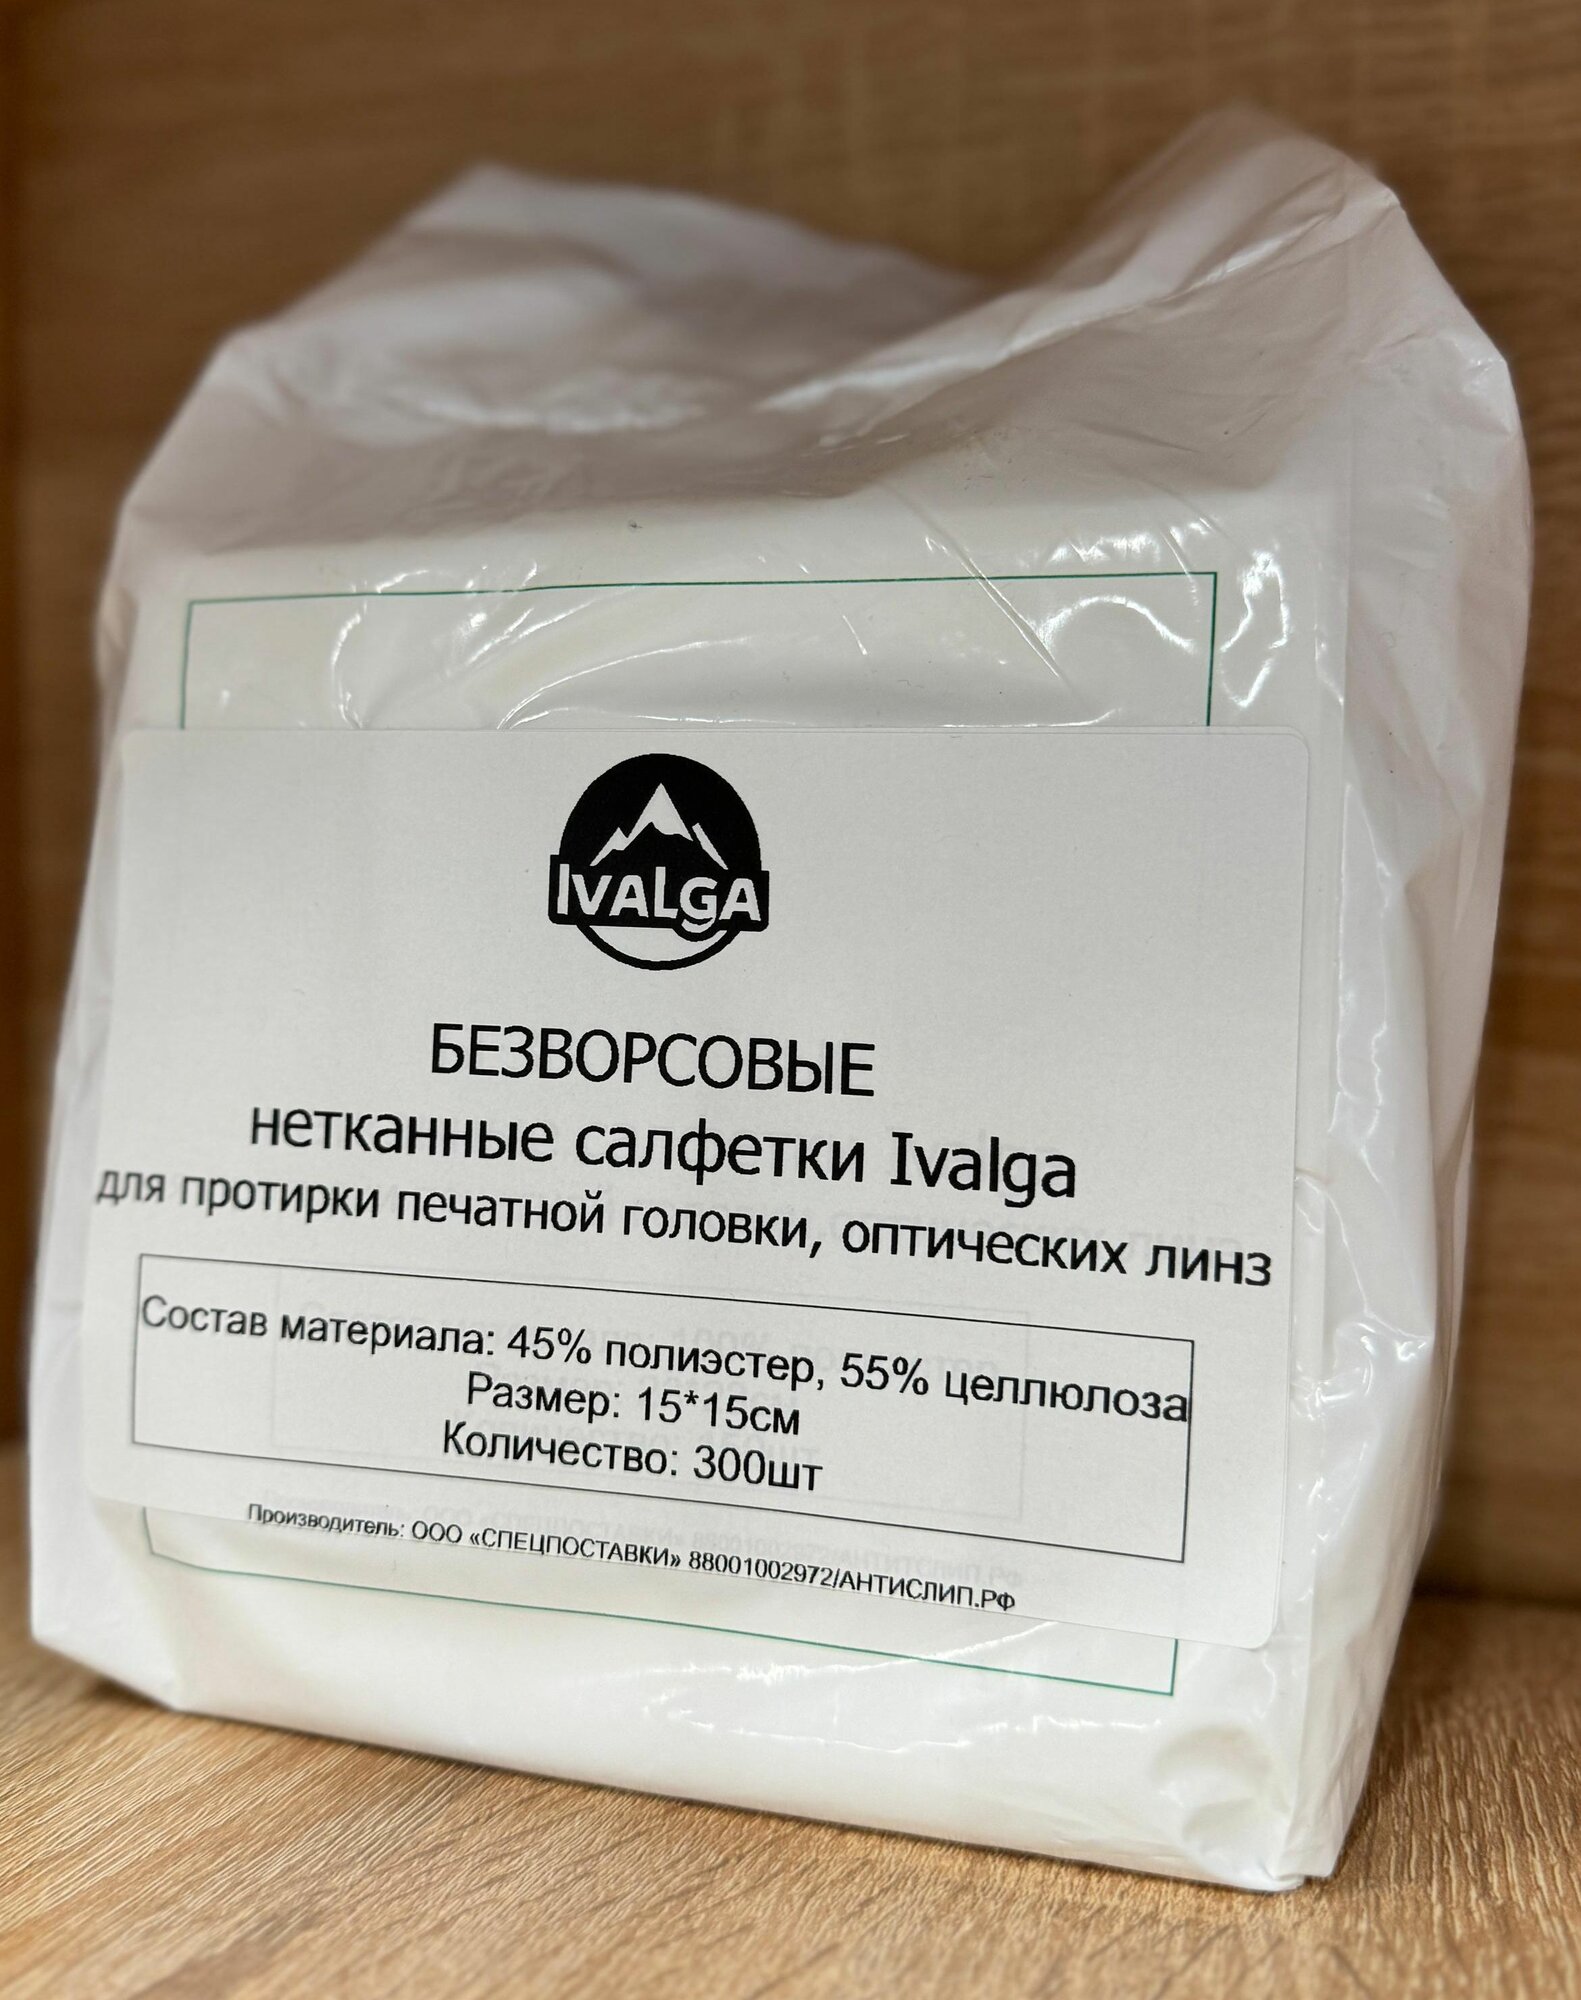 IVALGA
БЕЗВОРСОВЫЕ
нетканные салфетки Ivalga
для протирки печатной головки, оптических линз
Состав материала: 45% полиэстер, 55% целлюлоза
Размер: 15*15см
Количество: 300шт
Производитель: ООО «СПЕЦПОСТАВКИ» 88001002972/АНТИСЛИП.РФ